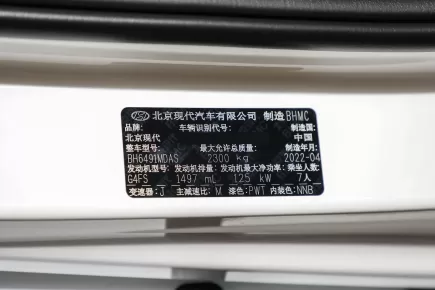 北京现代汽车有限公司 制造 BHMC
品牌: 车辆识别代号: 制造国:
北京现代 中国
整车型号: 最大允许总质量: 制造年月:
BH6491MDAS 2300 kg 2022-04
发动机型号: 发动机排量: 发动机最大净功率: 乘坐人数:
G4FS 1497 mL 125 kW 7人
变速器: J 主减速比: M 漆色: PWT 内装色: NNB